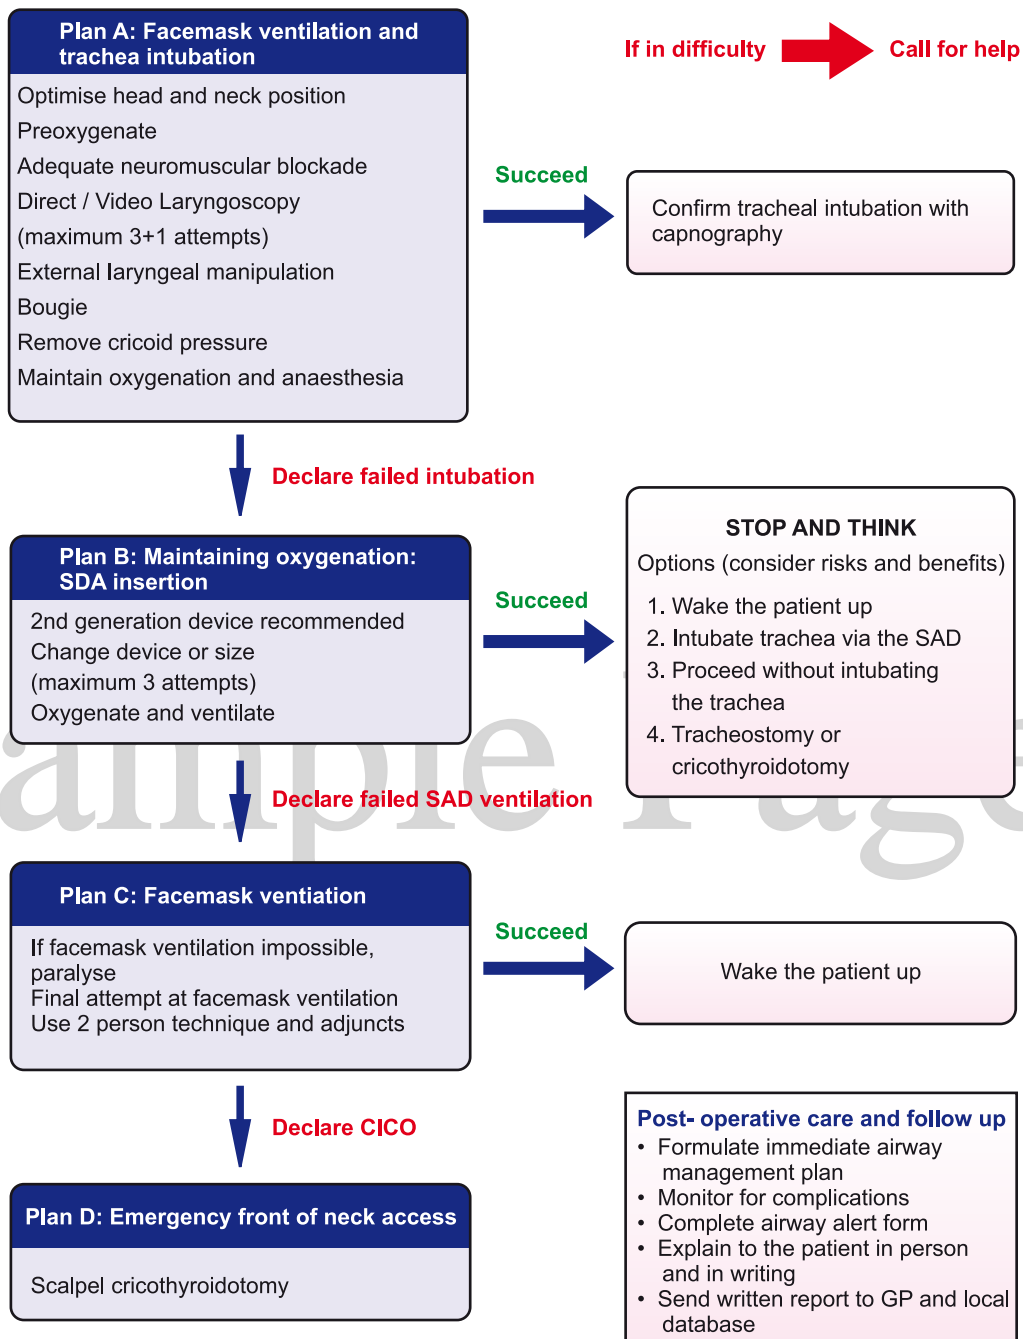 Plan A: Facemask ventilation and
trachea intubation
Optimise head and neck position
Preoxygenate
Adequate neuromuscular blockade
Direct / Video Laryngoscopy
(maximum 3+1 attempts)
External laryngeal manipulation
Bougie
Remove cricoid pressure
Maintain oxygenation and anaesthesia
If in difficulty
Call for help
Succeed
Confirm tracheal intubation with
capnography
Declare failed intubation
Plan B: Maintaining oxygenation:
SDA insertion
2nd generation device recommended
Change device or size
(maximum 3 attempts)
Oxygenate and ventilate
Succeed
STOP AND THINK
Options (consider risks and benefits)
1. Wake the patient up
2. Intubate trachea via the SAD
3. Proceed without intubating
the trachea
4. Tracheostomy or
cricothyroidotomy
Declare failed SAD ventilation
Plan C: Facemask ventiation
If facemask ventilation impossible,
paralyse
Final attempt at facemask ventilation
Use 2 person technique and adjuncts
Succeed
Wake the patient up
Declare CICO
Plan D: Emergency front of neck access
Scalpel cricothyroidotomy
Post- operative care and follow up
• Formulate immediate airway
management plan
• Monitor for complications
• Complete airway alert form
• Explain to the patient in person
and in writing
• Send written report to GP and local
database
ample Page